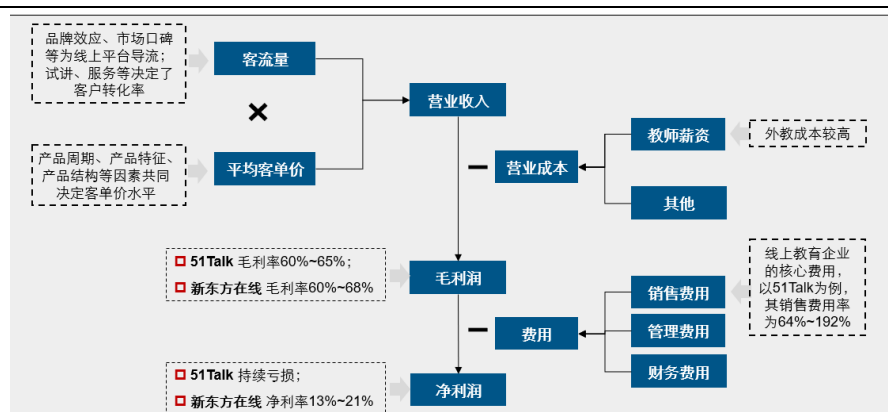 品牌效应、市场口碑
等为线上平台导流；
试讲、服务等决定了
客户转化率
客流量
×
营业收入
产品周期、产品特征、
产品结构等因素共同
决定客单价水平
平均客单价
营业成本
教师薪资
外教成本较高
其他
51Talk 毛利率60%~65%；
新东方在线 毛利率60%~68%
毛利润
费用
销售费用
管理费用
财务费用
线上教育企业
的核心费用，
以51Talk为例，
其销售费用率
为64%~192%
51Talk 持续亏损；
新东方在线 净利率13%~21%
净利润